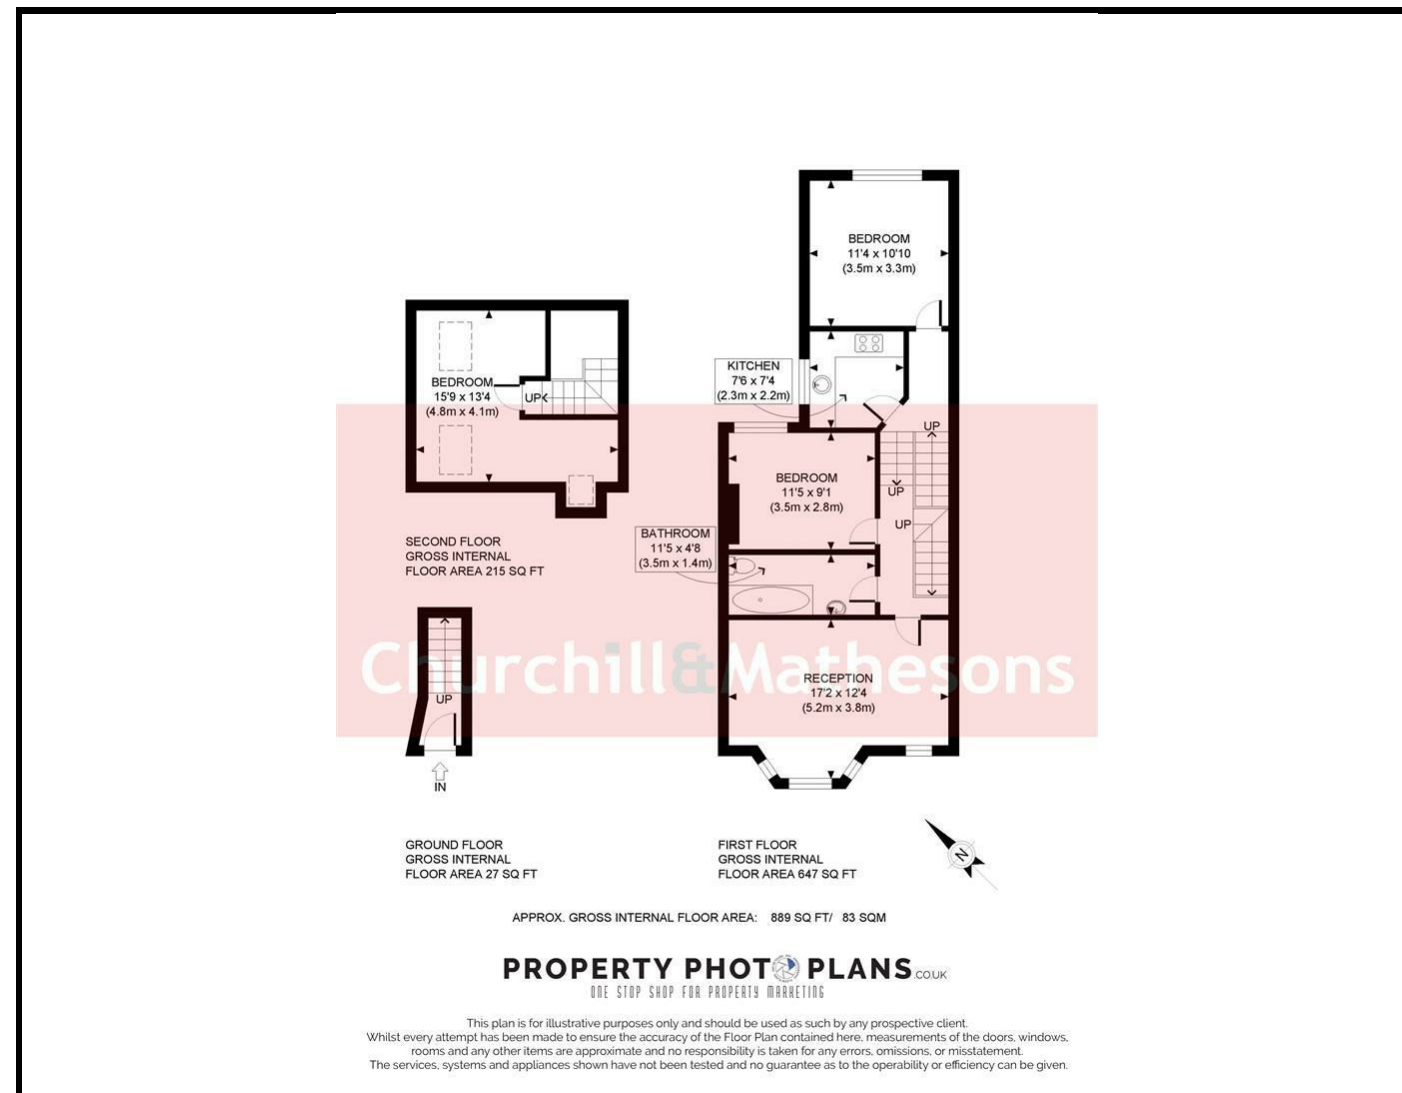 BEDROOM
11'4 x 10'10
(3.5m x 3.3m)
KITCHEN
7'6 x 7'4
(2.3m x 2.2m)
BEDROOM
15'9 x 13'4
(4.8m x 4.1m)
UP
UP
BEDROOM
11'5 x 9'1
(3.5m x 2.8m)
UP
UP
BATHROOM
11'5 x 4'8
(3.5m x 1.4m)
SECOND FLOOR
GROSS INTERNAL
FLOOR AREA 215 SQ FT
Churchill&Mathesons
RECEPTION
17'2 x 12'4
(5.2m x 3.8m)
UP
IN
GROUND FLOOR
GROSS INTERNAL
FLOOR AREA 27 SQ FT
FIRST FLOOR
GROSS INTERNAL
FLOOR AREA 647 SQ FT
N
APPROX. GROSS INTERNAL FLOOR AREA: 889 SQ FT/ 83 SQM
PROPERTY PHOTO PLANS.CO.UK
ONE STOP SHOP FOR PROPERTY MARKETING
This plan is for illustrative purposes only and should be used as such by any prospective client.
Whilst every attempt has been made to ensure the accuracy of the Floor Plan contained here, measurements of the doors, windows,
rooms and any other items are approximate and no responsibility is taken for any errors, omissions, or misstatement.
The services, systems and appliances shown have not been tested and no guarantee as to the operability or efficiency can be given.